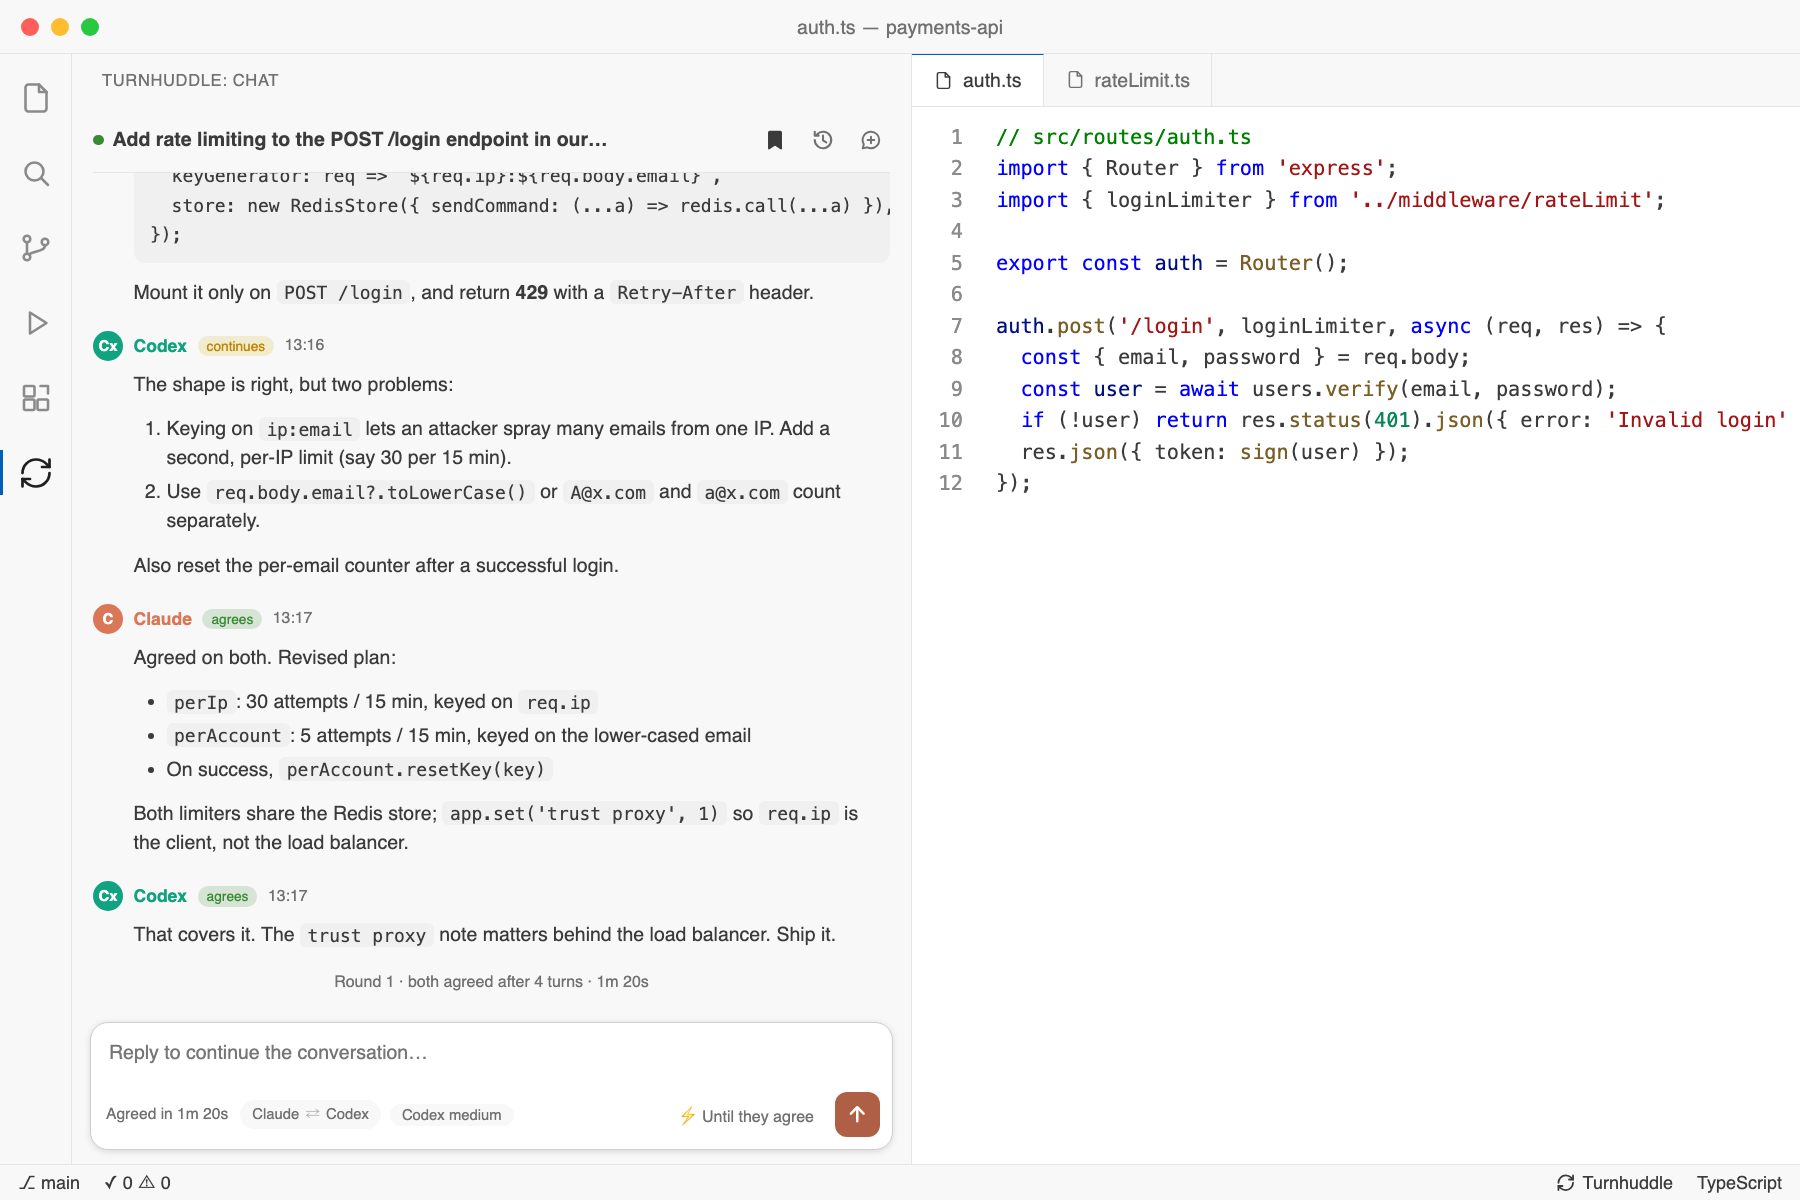 auth.ts — payments-api
TURNHUDDLE: CHAT
Add rate limiting to the POST /login endpoint in our…
keyGenerator: req => `${req.ip}:${req.body.email}`,
store: new RedisStore({ sendCommand: (...a) => redis.call(...a) }),
});
Mount it only on POST /login, and return 429 with a Retry-After header.
Cx Codex continues 13:16
The shape is right, but two problems:
1. Keying on ip:email lets an attacker spray many emails from one IP. Add a
second, per-IP limit (say 30 per 15 min).
2. Use req.body.email?.toLowerCase() or A@x.com and a@x.com count
separately.
Also reset the per-email counter after a successful login.
C Claude agrees 13:17
Agreed on both. Revised plan:
• perIp: 30 attempts / 15 min, keyed on req.ip
• perAccount: 5 attempts / 15 min, keyed on the lower-cased email
• On success, perAccount.resetKey(key)
Both limiters share the Redis store; app.set('trust proxy', 1) so req.ip is
the client, not the load balancer.
Cx Codex agrees 13:17
That covers it. The trust proxy note matters behind the load balancer. Ship it.
Round 1 · both agreed after 4 turns · 1m 20s
Reply to continue the conversation…
Agreed in 1m 20s Claude ⇄ Codex Codex medium ⚡ Until they agree
auth.ts rateLimit.ts
1 // src/routes/auth.ts
2 import { Router } from 'express';
3 import { loginLimiter } from '../middleware/rateLimit';
4
5 export const auth = Router();
6
7 auth.post('/login', loginLimiter, async (req, res) => {
8 const { email, password } = req.body;
9 const user = await users.verify(email, password);
10 if (!user) return res.status(401).json({ error: 'Invalid login'
11 res.json({ token: sign(user) });
12 });
main ✓ 0 ⚠ 0
Turnhuddle TypeScript